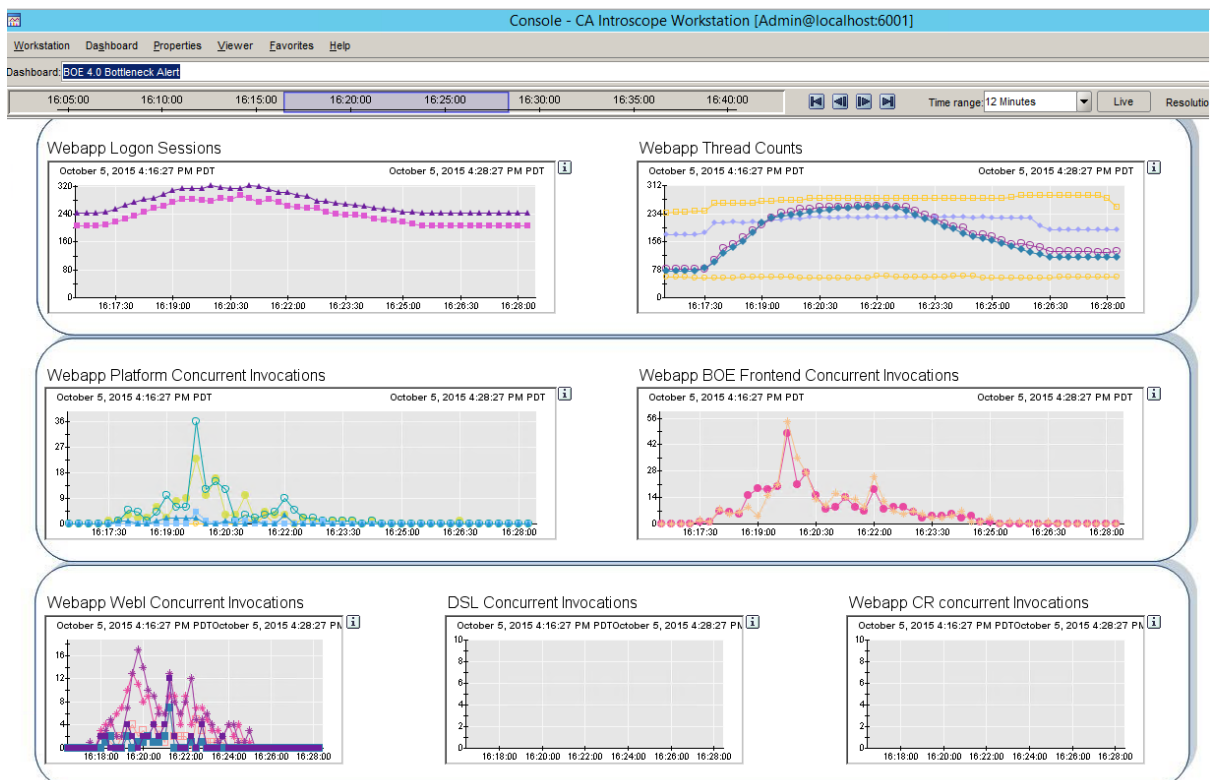 Console - CA Introscope Workstation [Admin@localhost:6001]
Workstation Dashboard Properties Viewer Favorites Help
Dashboard: BOE 4.0 Bottleneck Alert
16:05:00 16:10:00 16:15:00 16:20:00 16:25:00 16:30:00 16:35:00 16:40:00 Time range: 12 Minutes Live Resolutio
Webapp Logon Sessions
October 5, 2015 4:16:27 PM PDT October 5, 2015 4:28:27 PM PDT
320
240
160
80
0
16:17:30 16:19:00 16:20:30 16:22:00 16:23:30 16:25:00 16:26:30 16:28:00
Webapp Thread Counts
October 5, 2015 4:16:27 PM PDT October 5, 2015 4:28:27 PM PDT
312
234
156
78
0
16:17:30 16:19:00 16:20:30 16:22:00 16:23:30 16:25:00 16:26:30 16:28:00
Webapp Platform Concurrent Invocations
October 5, 2015 4:16:27 PM PDT October 5, 2015 4:28:27 PM PDT
36
27
18
9
0
16:17:30 16:19:00 16:20:30 16:22:00 16:23:30 16:25:00 16:26:30 16:28:00
Webapp BOE Frontend Concurrent Invocations
October 5, 2015 4:16:27 PM PDT October 5, 2015 4:28:27 PM PDT
56
42
28
14
0
16:17:30 16:19:00 16:20:30 16:22:00 16:23:30 16:25:00 16:26:30 16:28:00
Webapp WebI Concurrent Invocations
October 5, 2015 4:16:27 PM PDTOctober 5, 2015 4:28:27 PM
16
12
8
4
0
16:18:00 16:20:00 16:22:00 16:24:00 16:26:00 16:28:00
DSL Concurrent Invocations
October 5, 2015 4:16:27 PM PDTOctober 5, 2015 4:28:27 PM
10
8
6
4
2
0
16:18:00 16:20:00 16:22:00 16:24:00 16:26:00 16:28:00
Webapp CR concurrent Invocations
October 5, 2015 4:16:27 PM PDTOctober 5, 2015 4:28:27 PM
10
8
6
4
2
0
16:18:00 16:20:00 16:22:00 16:24:00 16:26:00 16:28:00